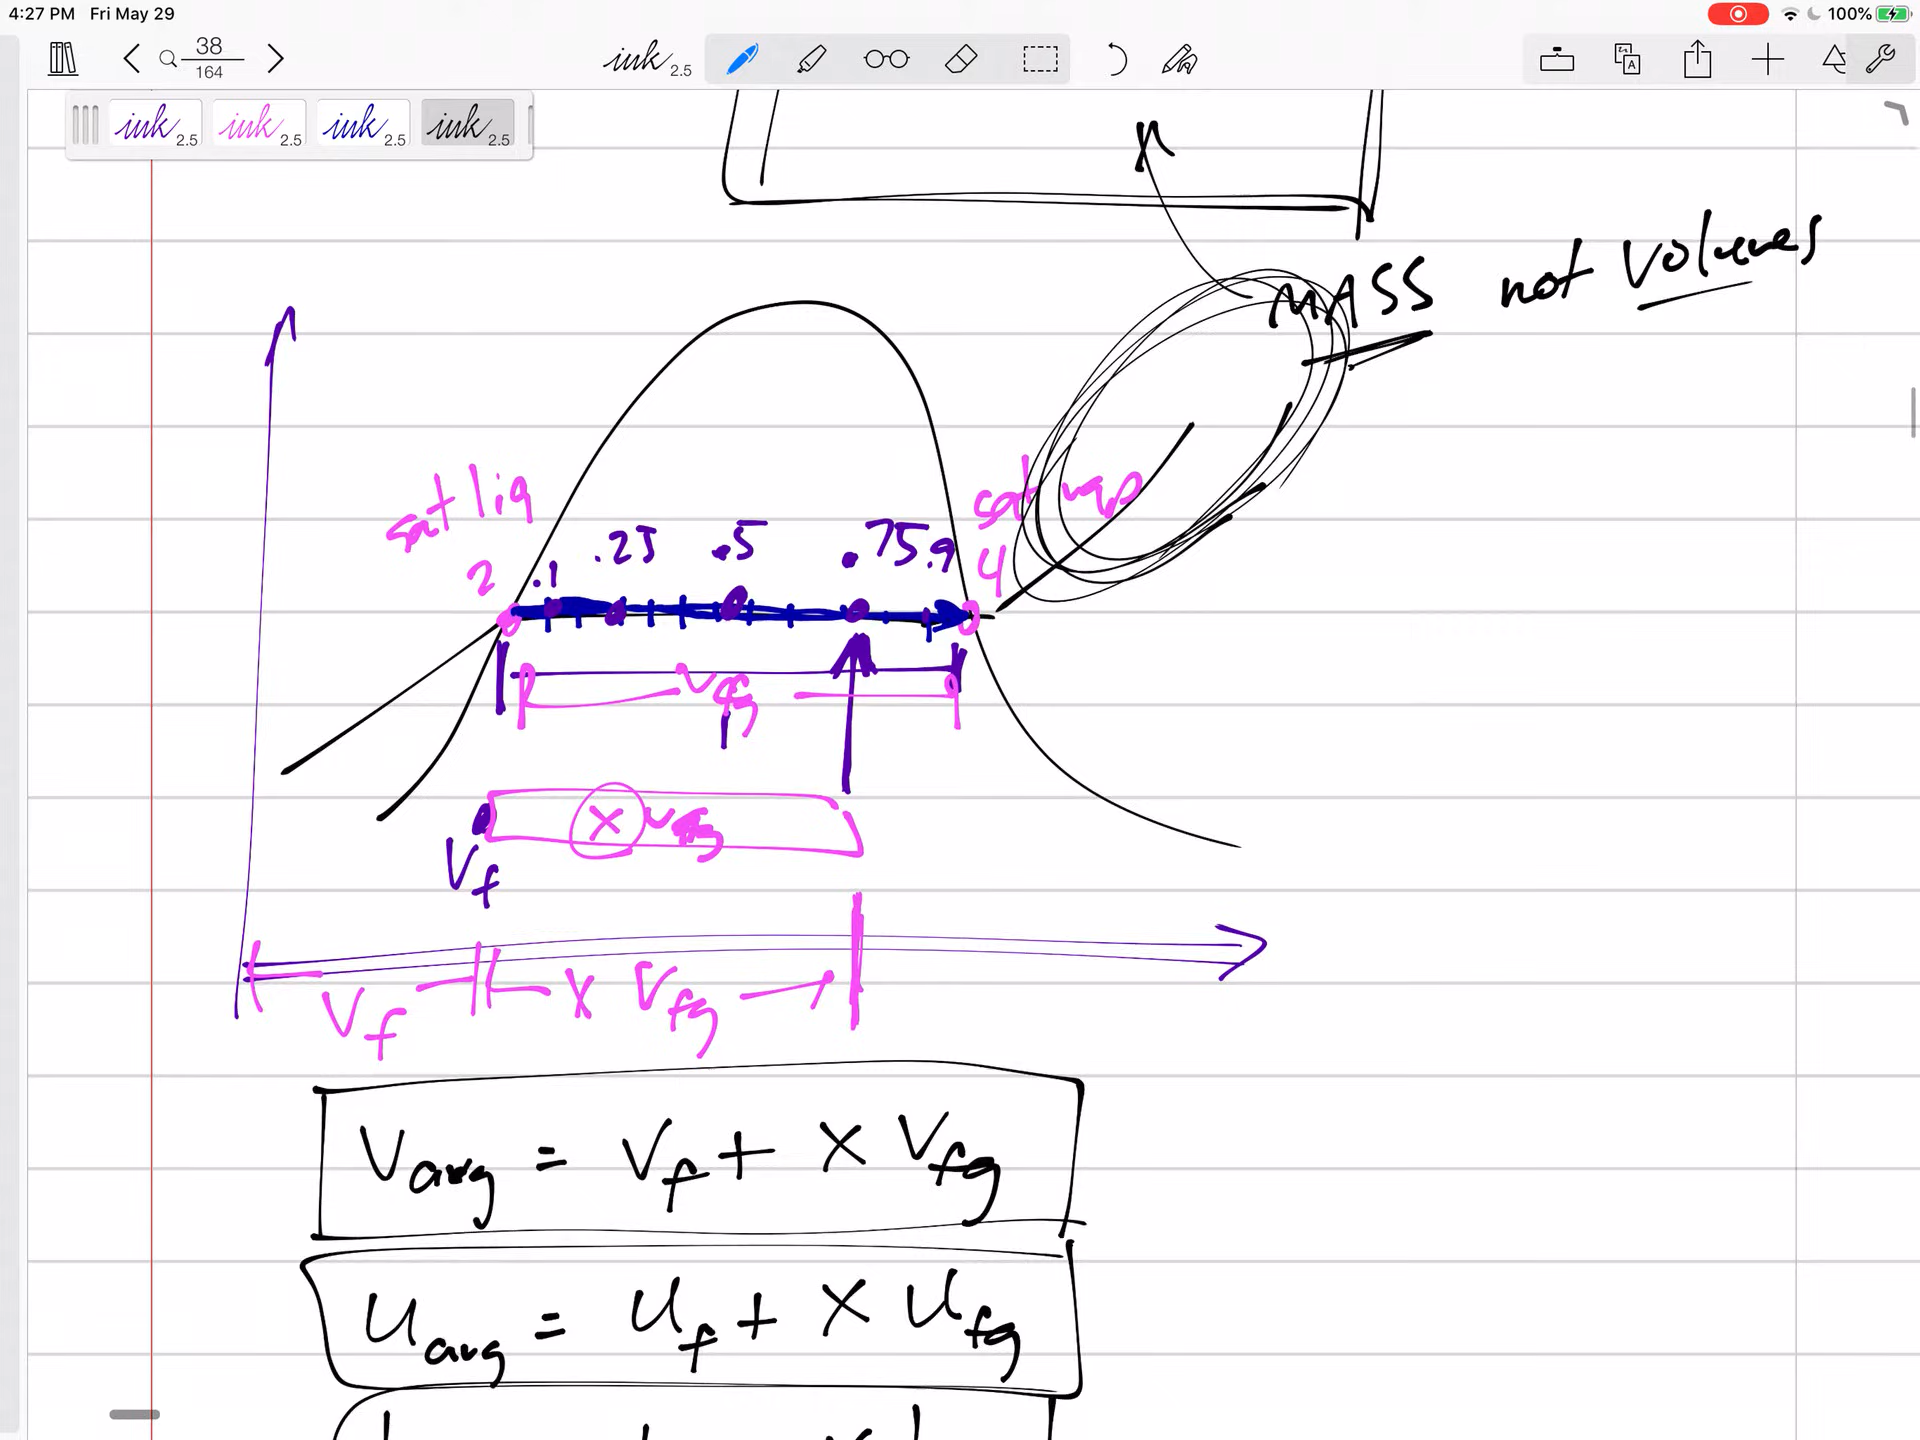 4:27 PM Fri May 29
100%
38
164
ink 2.5
ink 2.5
ink 2.5
ink 2.5
ink 2.5
MASS not Volumes
sat liq
sat vap
2
.1 .25 .5 .75 .9
4
Vfg
X Vfg
Vf
Vf X Vfg
Vavg = Vf + X Vfg
Uavg = Uf + X Ufg